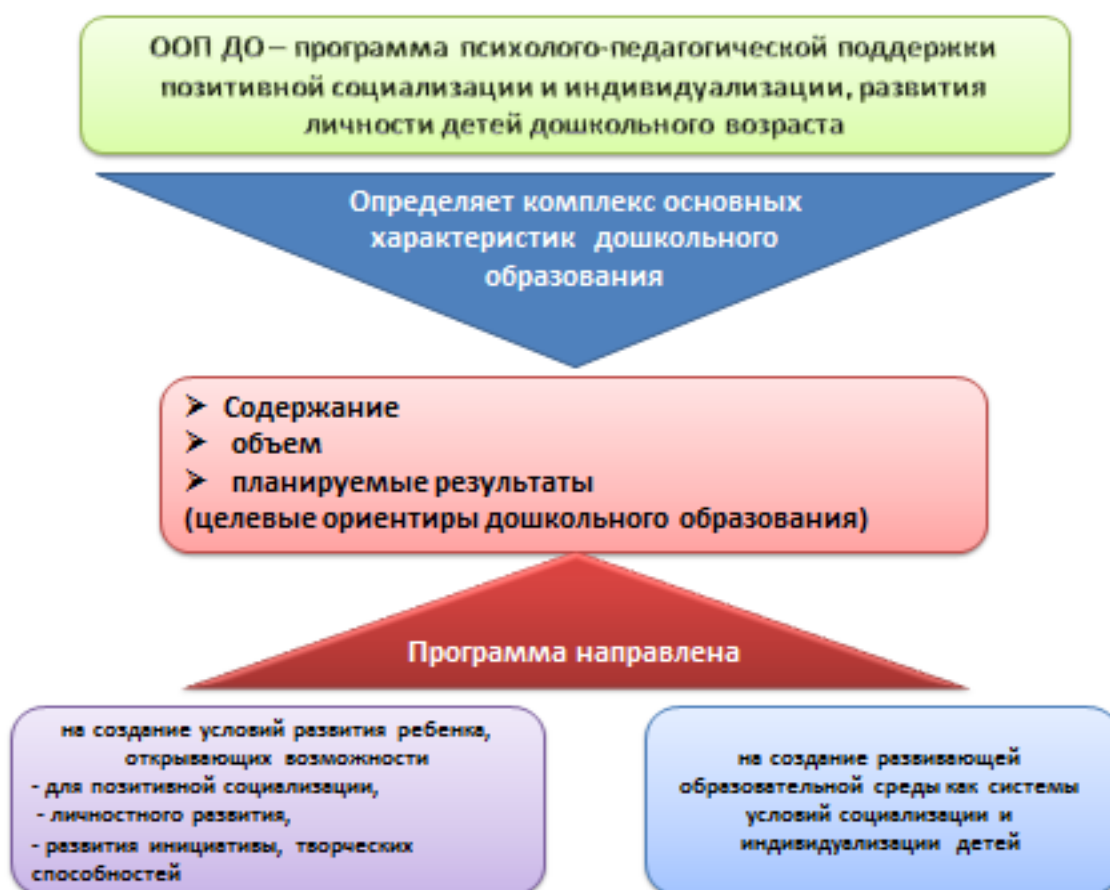 ООП ДО – программа психолого-педагогической поддержки
позитивной социализации и индивидуализации, развития
личности детей дошкольного возраста
Определяет комплекс основных
характеристик дошкольного
образования
➤ Содержание
➤ объем
➤ планируемые результаты
(целевые ориентиры дошкольного образования)
Программа направлена
на создание условий развития ребенка,
открывающих возможности
- для позитивной социализации,
- личностного развития,
- развития инициативы, творческих
способностей
на создание развивающей
образовательной среды как системы
условий социализации и
индивидуализации детей